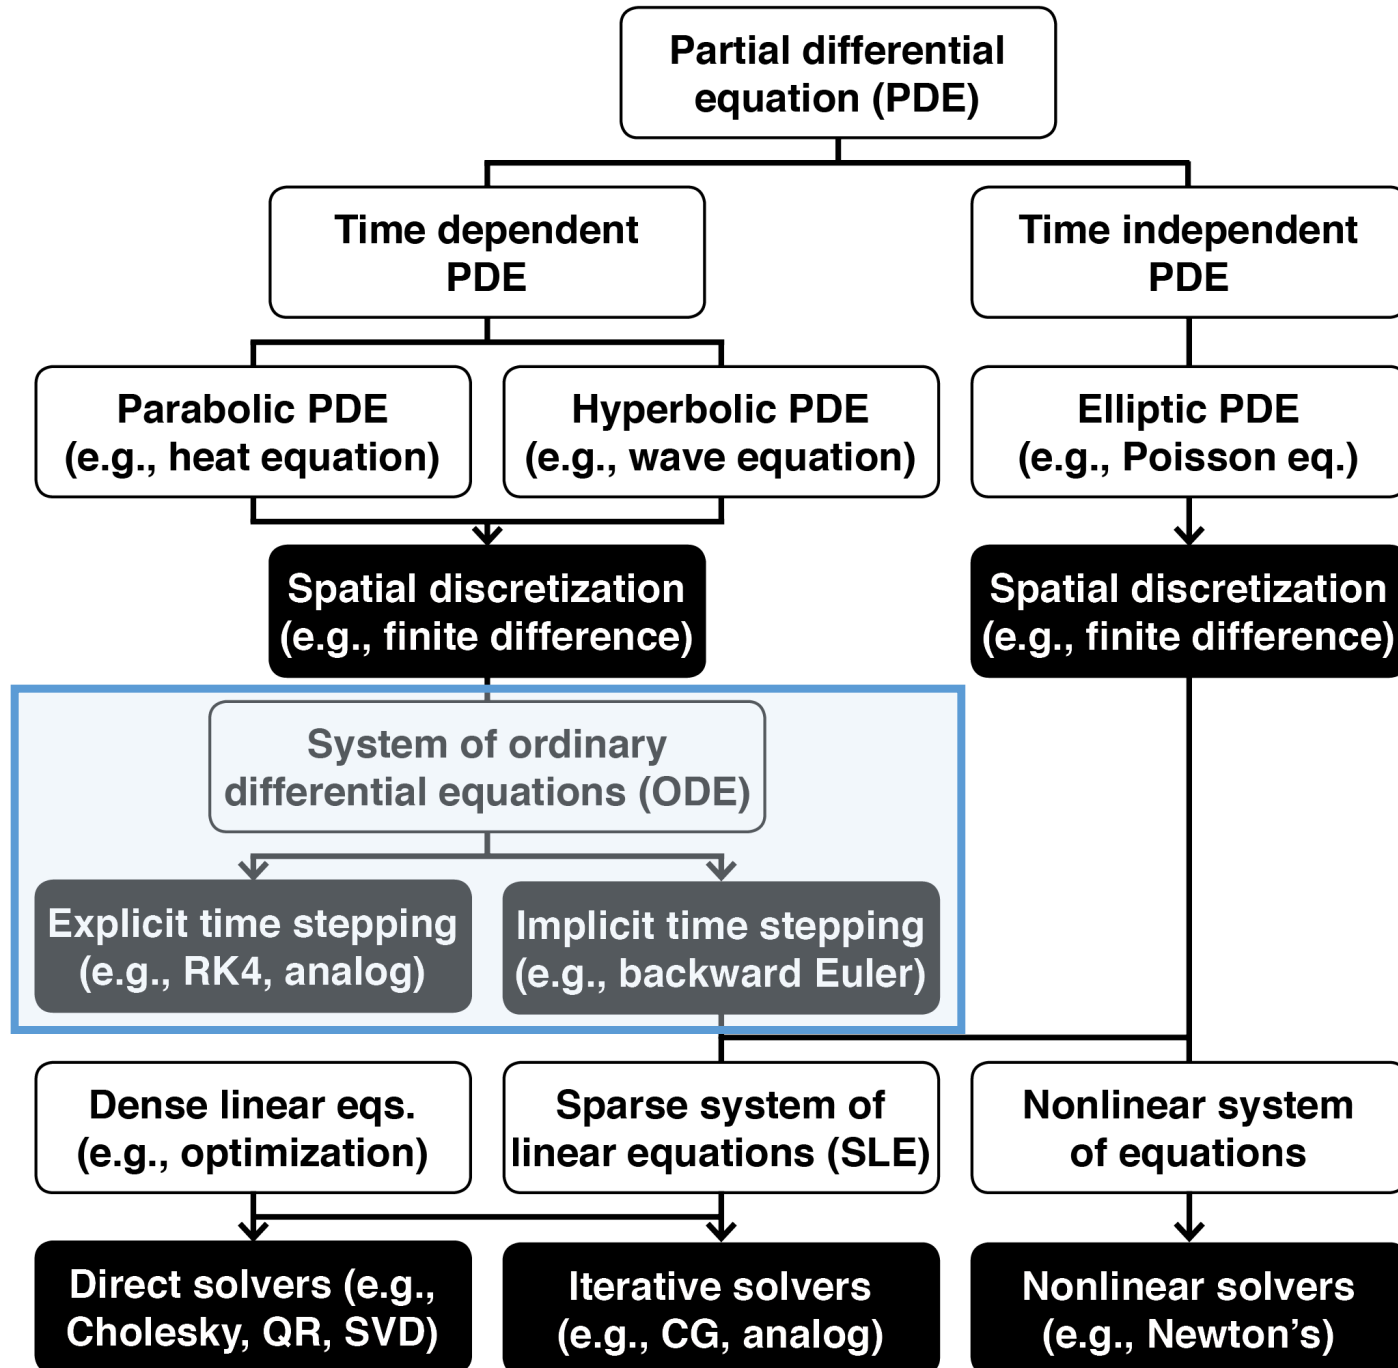 Partial differential
equation (PDE)
Time dependent
PDE
Time independent
PDE
Parabolic PDE
(e.g., heat equation)
Hyperbolic PDE
(e.g., wave equation)
Elliptic PDE
(e.g., Poisson eq.)
Spatial discretization
(e.g., finite difference)
Spatial discretization
(e.g., finite difference)
System of ordinary
differential equations (ODE)
Explicit time stepping
(e.g., RK4, analog)
Implicit time stepping
(e.g., backward Euler)
Dense linear eqs.
(e.g., optimization)
Sparse system of
linear equations (SLE)
Nonlinear system
of equations
Direct solvers (e.g.,
Cholesky, QR, SVD)
Iterative solvers
(e.g., CG, analog)
Nonlinear solvers
(e.g., Newton's)